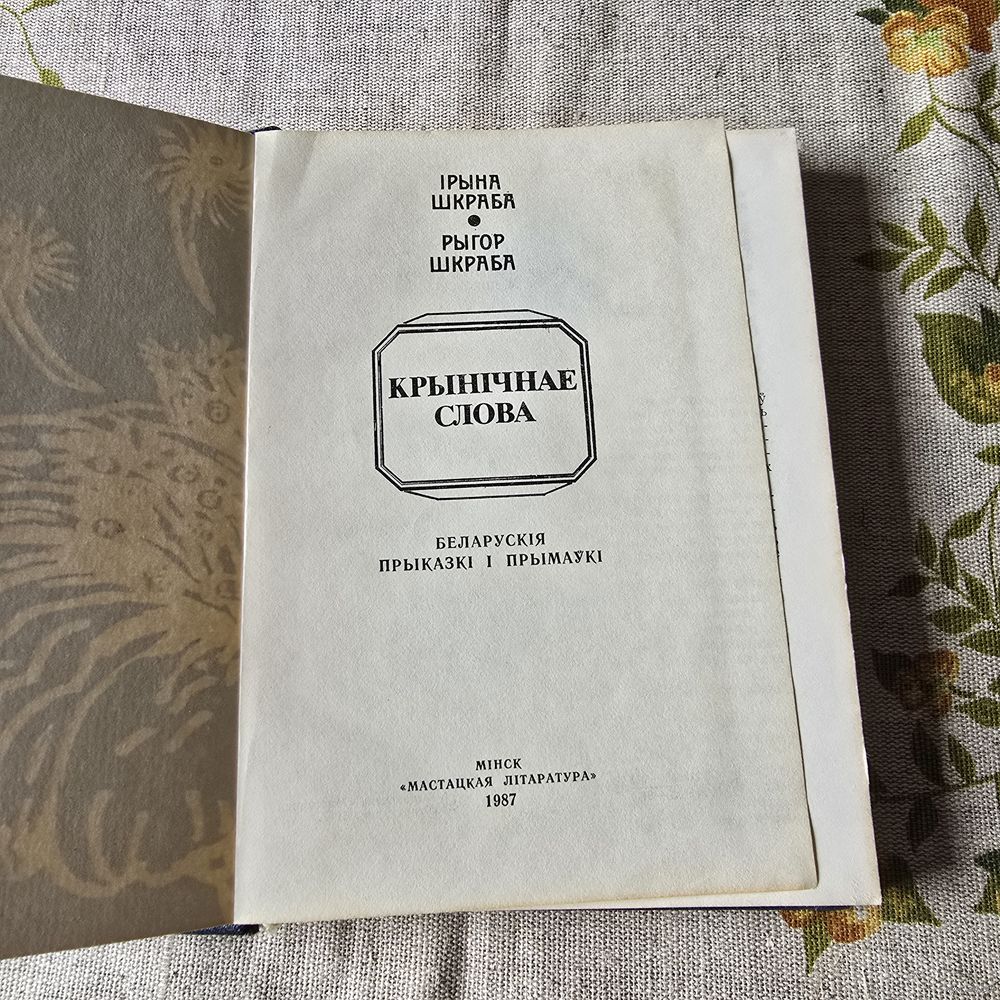 ІРЫНА
ШКРАБА
РЫГОР
ШКРАБА
КРЫНІЧНАЕ
СЛОВА
БЕЛАРУСКІЯ
ПРЫКАЗКІ І ПРЫМАЎКІ
МІНСК
«МАСТАЦКАЯ ЛІТАРАТУРА»
1987